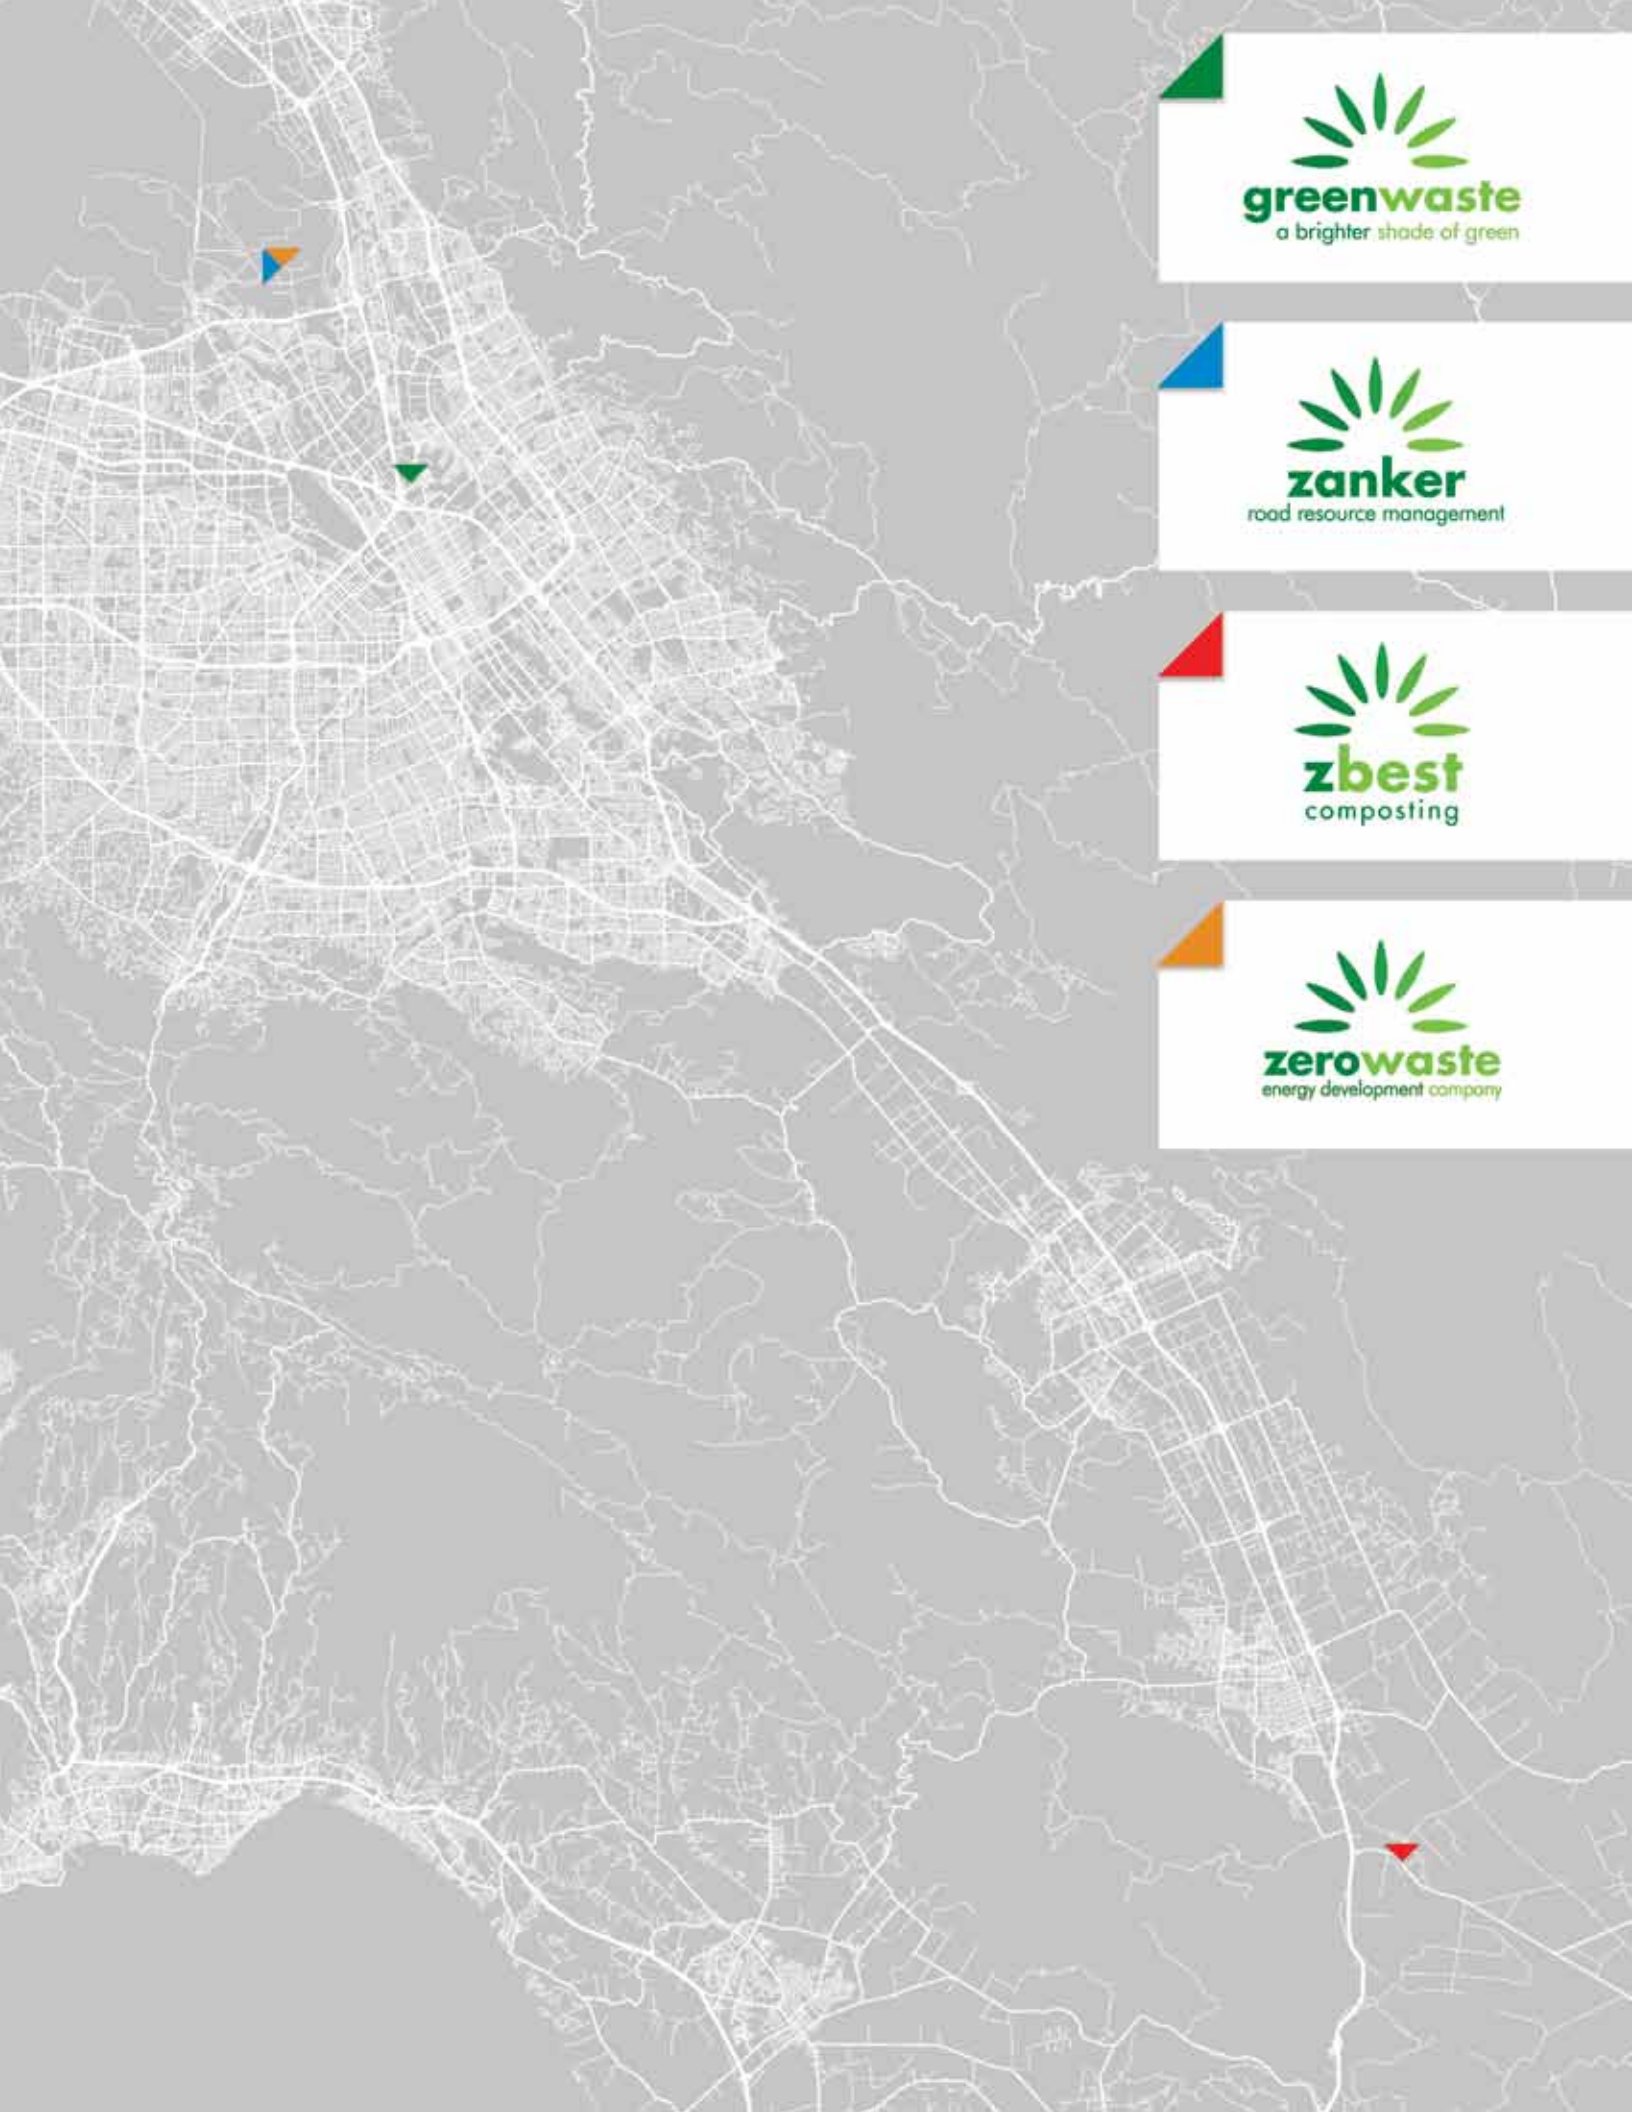 greenwaste
a brighter shade of green
zanker
road resource management
zbest
composting
zerowaste
energy development company